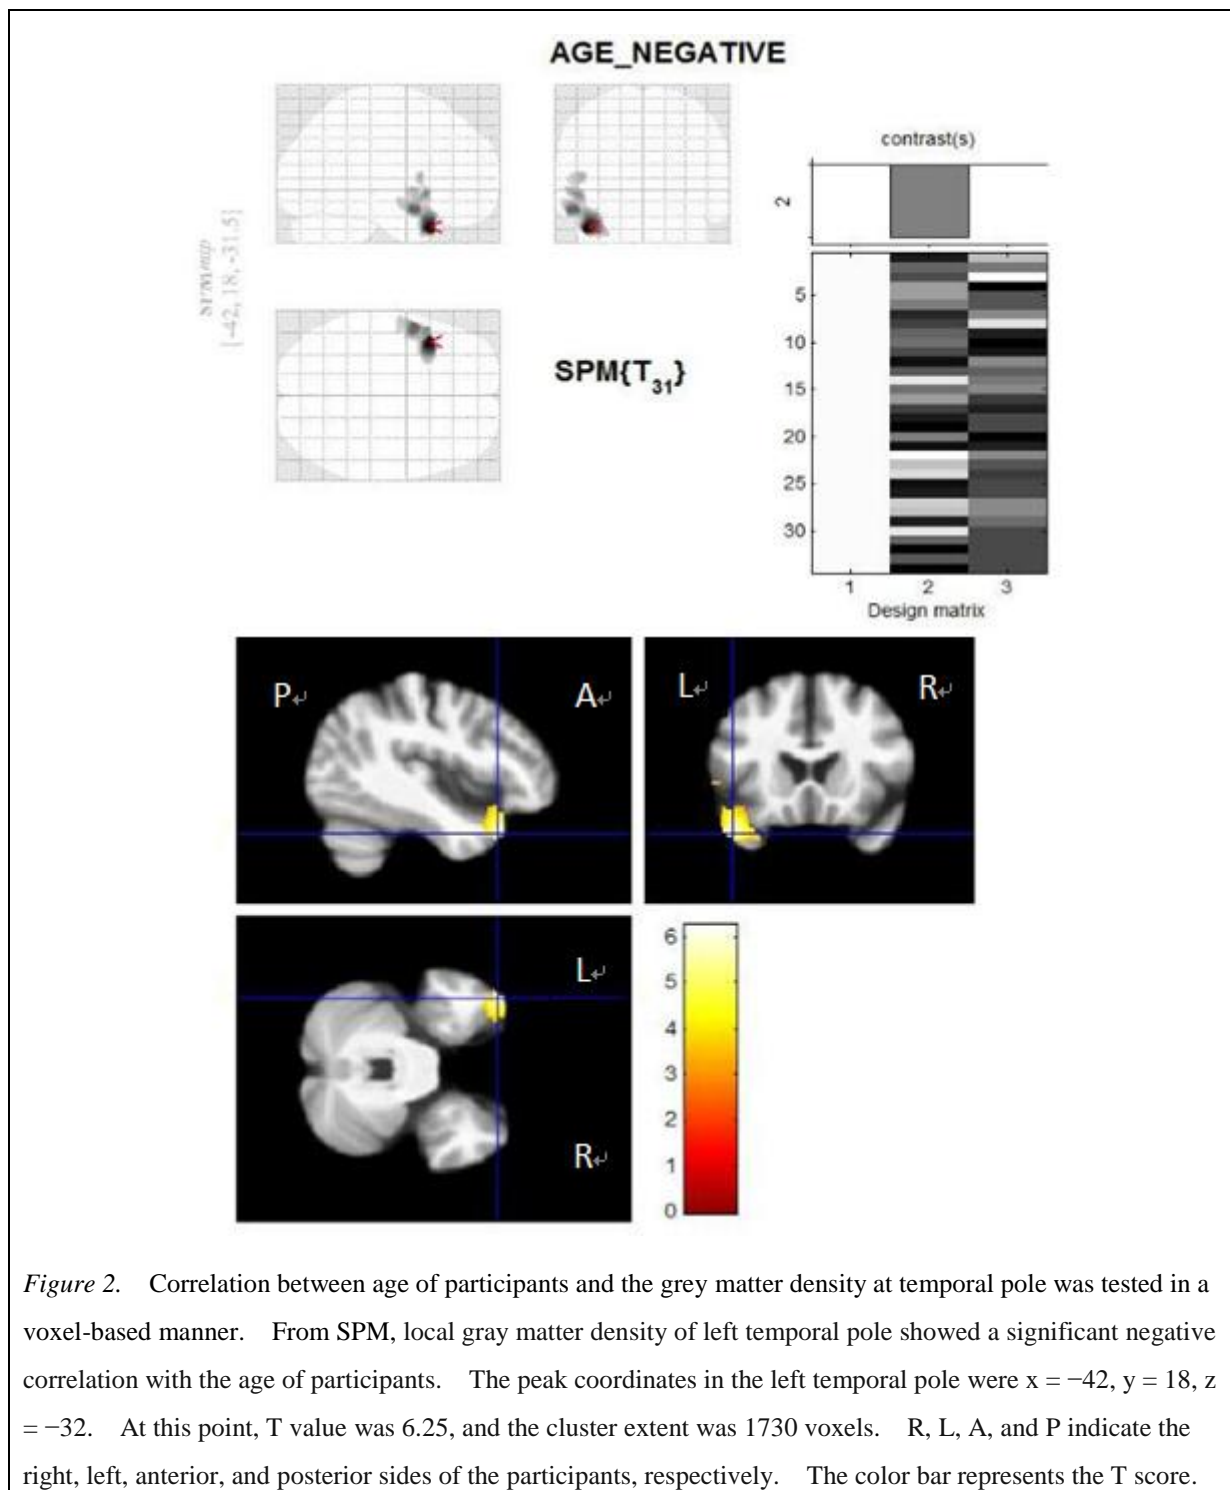 AGE_NEGATIVE
contrast(s)
2
SPMmip
[-42, 18, -31.5]
SPM{T31}
5
10
15
20
25
30
1 2 3
Design matrix
P A
L R
L
R
6
5
4
3
2
1
0
Figure 2. Correlation between age of participants and the grey matter density at temporal pole was tested in a
voxel-based manner. From SPM, local gray matter density of left temporal pole showed a significant negative
correlation with the age of participants. The peak coordinates in the left temporal pole were x = −42, y = 18, z
= −32. At this point, T value was 6.25, and the cluster extent was 1730 voxels. R, L, A, and P indicate the
right, left, anterior, and posterior sides of the participants, respectively. The color bar represents the T score.